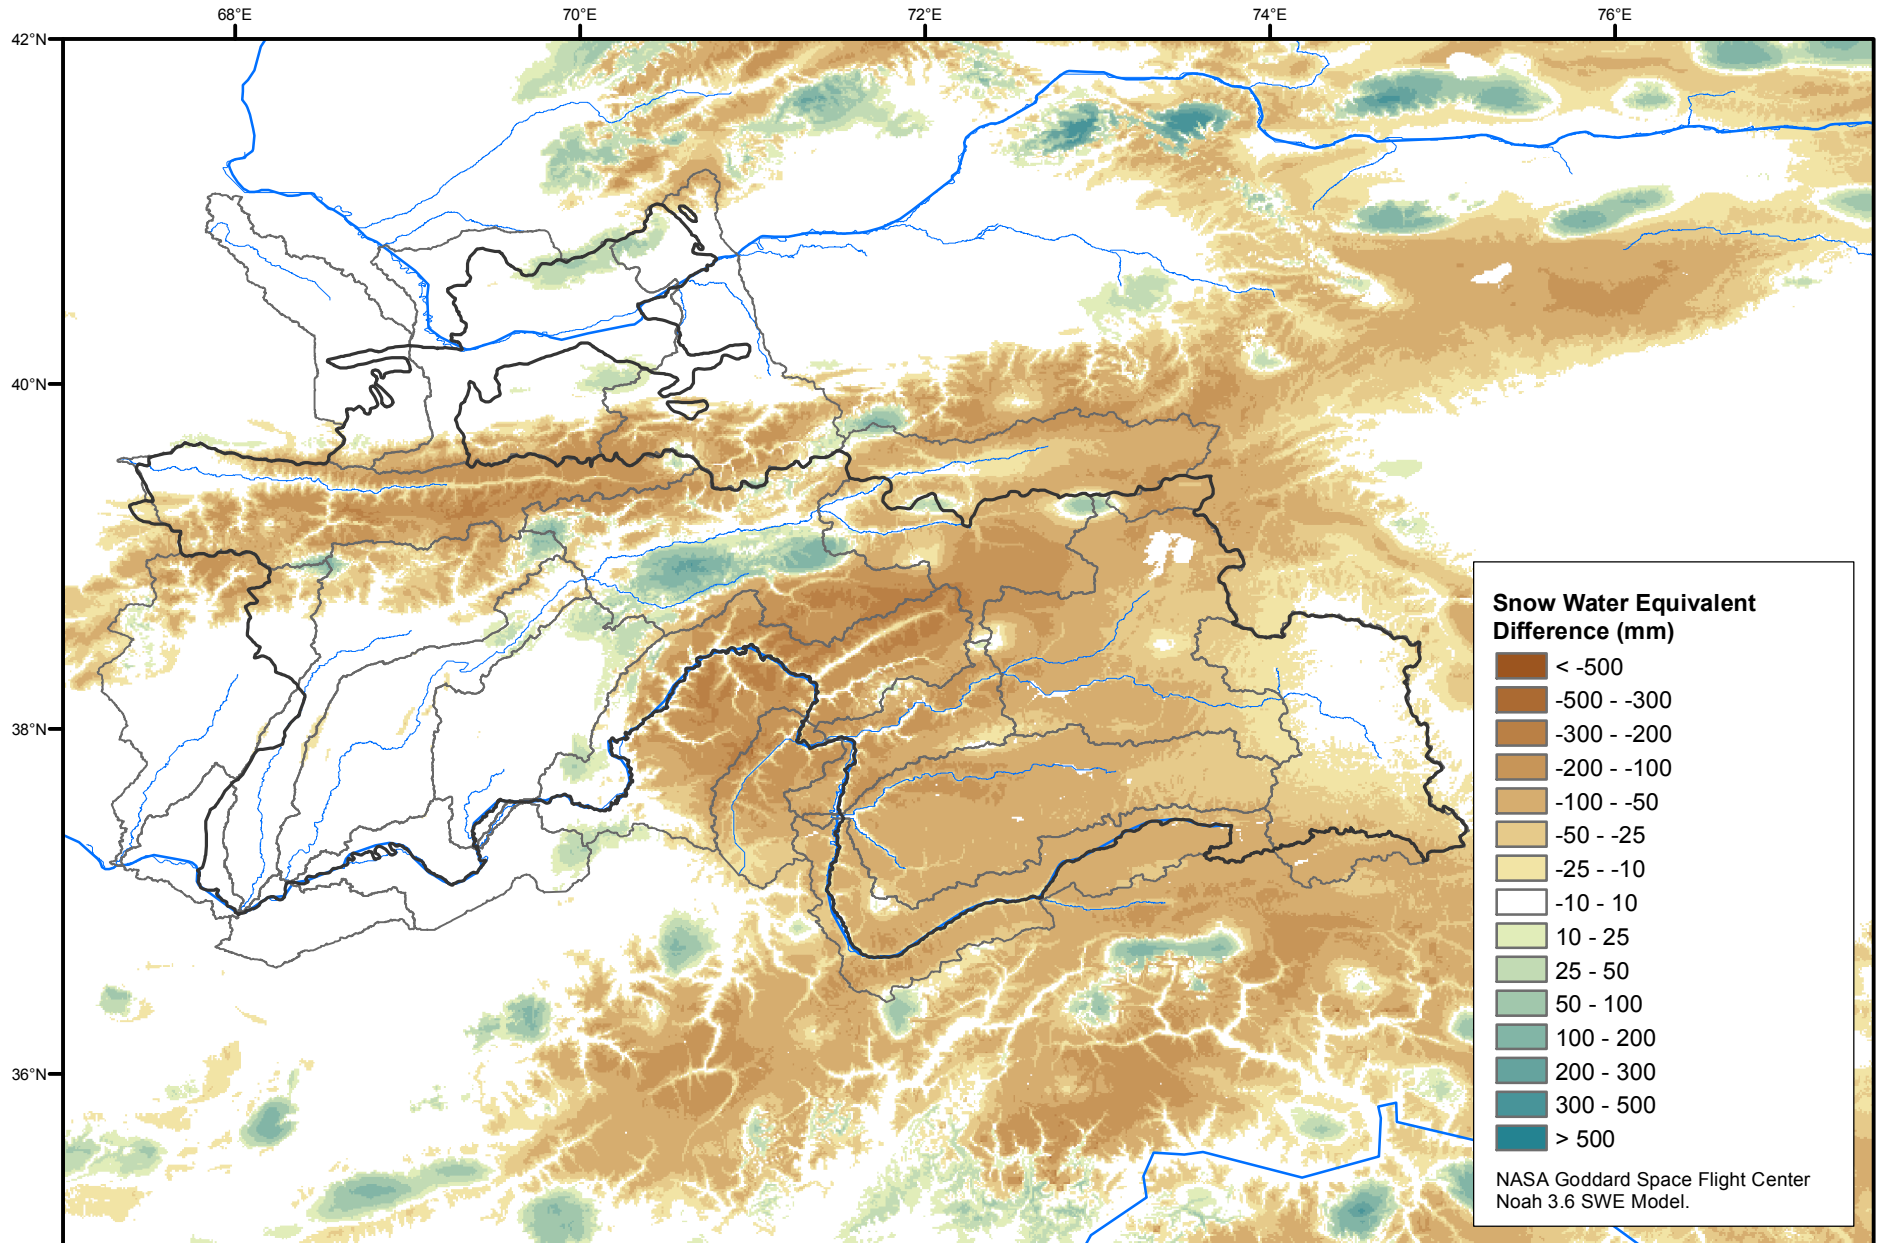 68°E
70°E
72°E
74°E
76°E
42°N
40°N
38°N
36°N
Snow Water Equivalent
Difference (mm)
< -500
-500 - -300
-300 - -200
-200 - -100
-100 - -50
-50 - -25
-25 - -10
-10 - 10
10 - 25
25 - 50
50 - 100
100 - 200
200 - 300
300 - 500
> 500
NASA Goddard Space Flight Center
Noah 3.6 SWE Model.